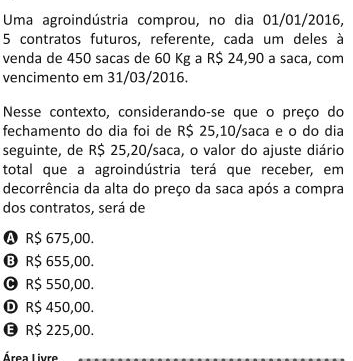 Uma agroindústria comprou, no dia 01/01/2016,
5 contratos futuros, referente, cada um deles à
venda de 450 sacas de 60 Kg a R$ 24,90 a saca, com
vencimento em 31/03/2016.
Nesse contexto, considerando-se que o preço do
fechamento do dia foi de R$ 25,10/saca e o do dia
seguinte, de R$ 25,20/saca, o valor do ajuste diário
total que a agroindústria terá que receber, em
decorrência da alta do preço da saca após a compra
dos contratos, será de
A R$ 675,00.
B R$ 655,00.
C R$ 550,00.
D R$ 450,00.
E R$ 225,00.
Área Livre